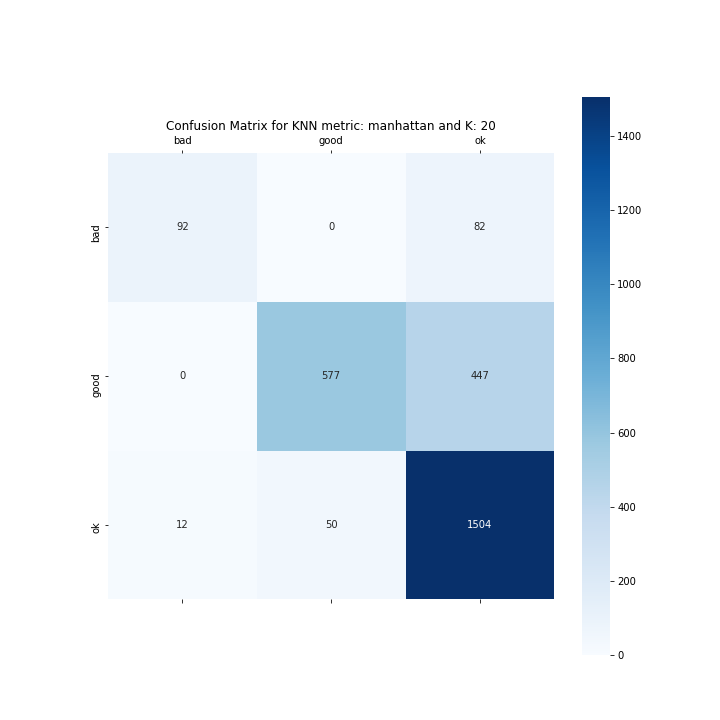 Confusion Matrix for KNN metric: manhattan and K: 20
bad good ok
bad 92 0 82
good 0 577 447
ok 12 50 1504
1400
1200
1000
800
600
400
200
0